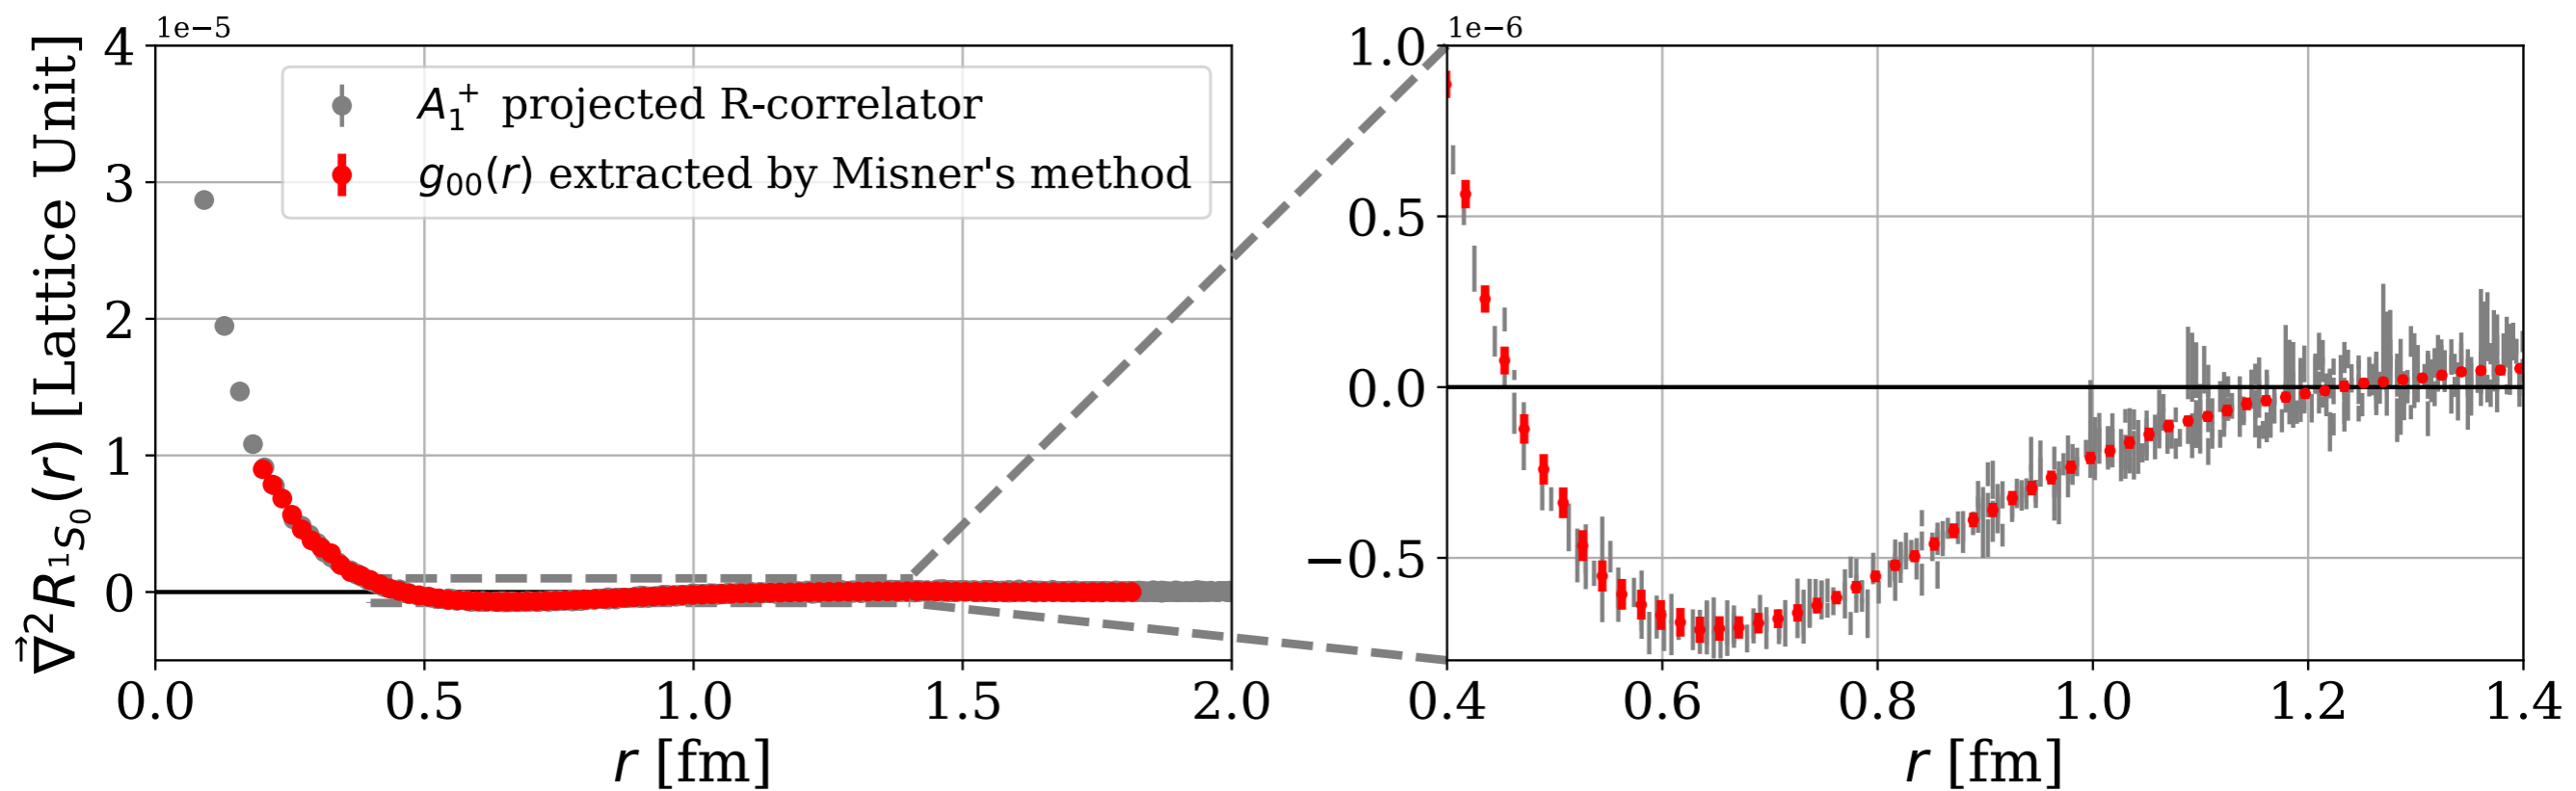 1e−5
4
3
2
1
0
∇⃗²R₁S₀(r) [Lattice Unit]
A₁⁺ projected R-correlator
g₀₀(r) extracted by Misner's method
0.0 0.5 1.0 1.5 2.0
r [fm]
1e−6
1.0
0.5
0.0
−0.5
0.4 0.6 0.8 1.0 1.2 1.4
r [fm]